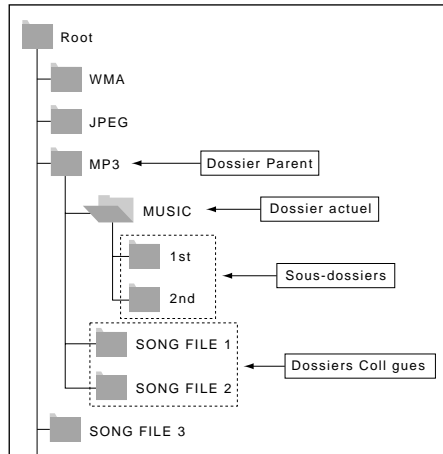 Root
WMA
JPEG
MP3
Dossier Parent
MUSIC
Dossier actuel
1st
Sous-dossiers
2nd
SONG FILE 1
Dossiers Coll gues
SONG FILE 2
SONG FILE 3